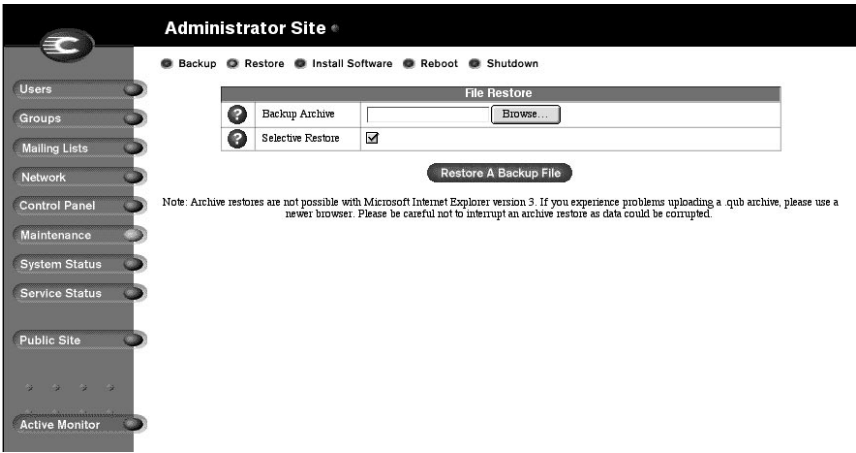 Administrator Site
Backup Restore Install Software Reboot Shutdown
Users
Groups
Mailing Lists
Network
Control Panel
Maintenance
System Status
Service Status
Public Site
Active Monitor
File Restore
? Backup Archive Browse...
? Selective Restore
Restore A Backup File
Note: Archive restores are not possible with Microsoft Internet Explorer version 3. If you experience problems uploading a .qub archive, please use a
newer browser. Please be careful not to interrupt an archive restore as data could be corrupted.